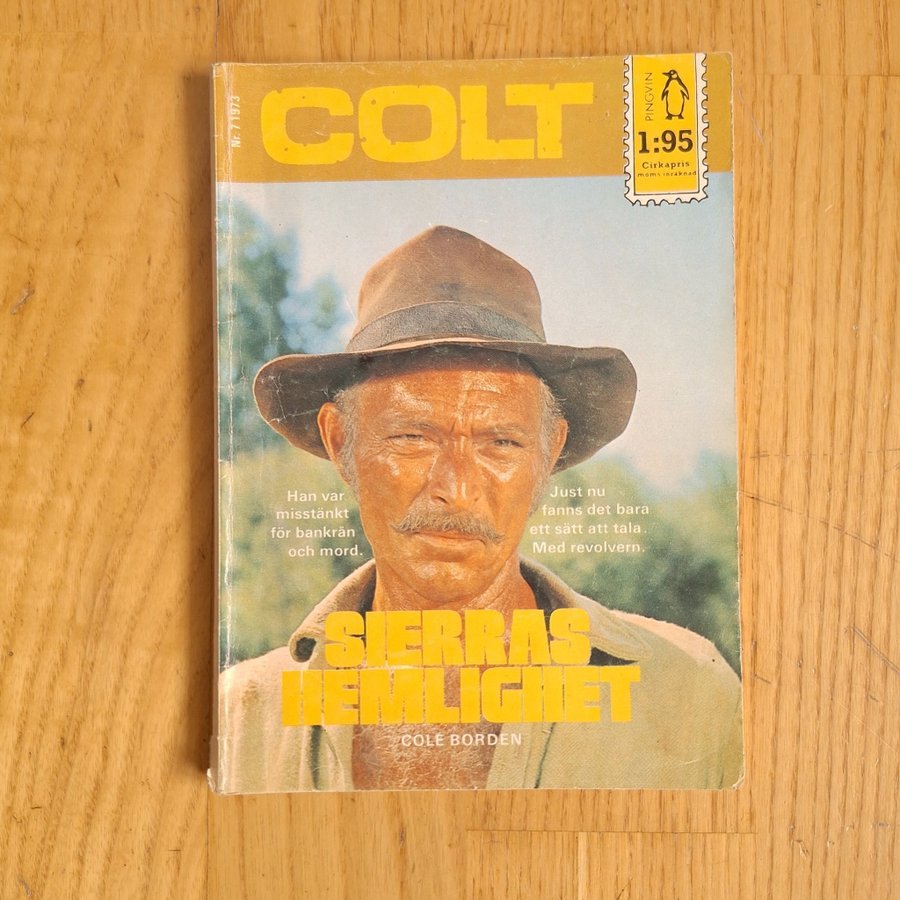 Nr. 7 1973
COLT
PINGVIN
1:95
Cirkapris
moms inräknad
Han var
misstänkt
för bankrån
och mord.
Just nu
fanns det bara
ett sätt att tala.
Med revolvern.
SIERRAS
HEMLIGHET
COLE BORDEN